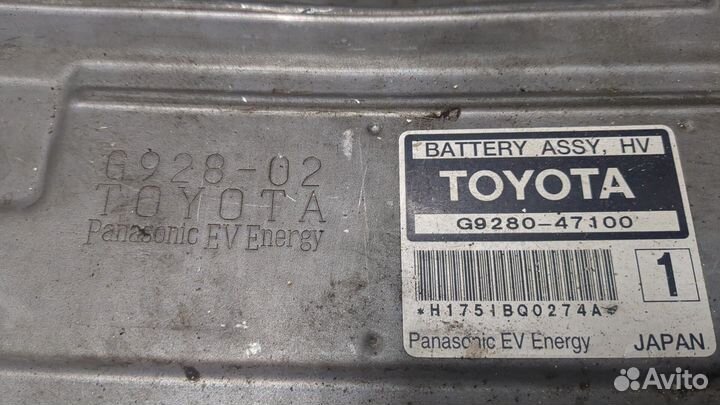 G928-02
TOYOTA
Panasonic EV Energy
BATTERY ASSY, HV
TOYOTA
G9280-47100
*H1751BQ0274A*
1
Panasonic EV Energy JAPAN
Avito